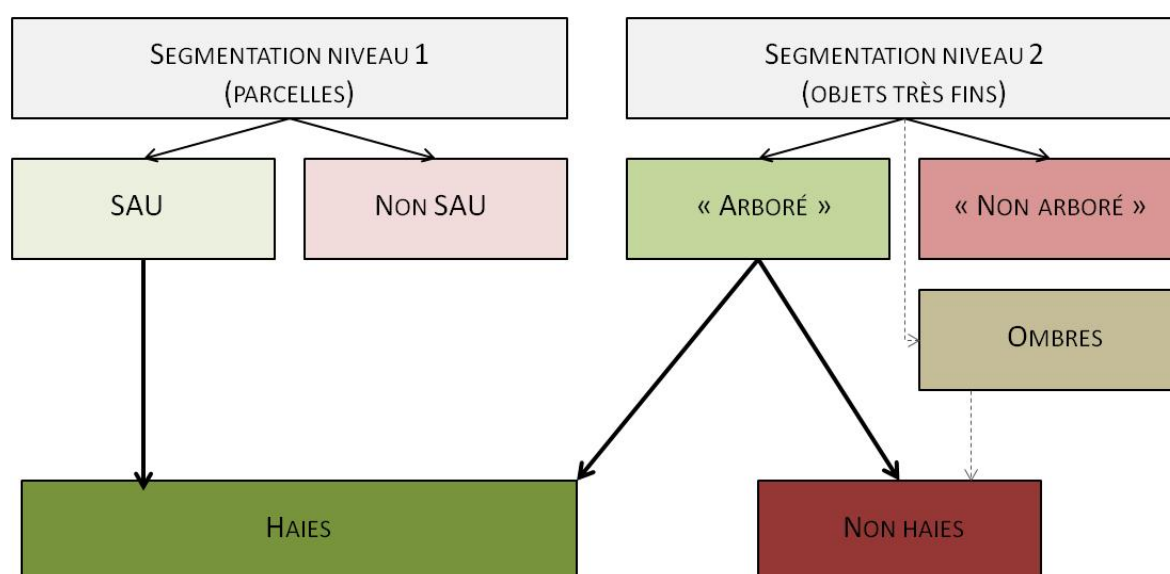 SEGMENTATION NIVEAU 1
(PARCELLES)
SEGMENTATION NIVEAU 2
(OBJETS TRÈS FINS)
SAU
NON SAU
« ARBORÉ »
« NON ARBORÉ »
OMBRES
HAIES
NON HAIES